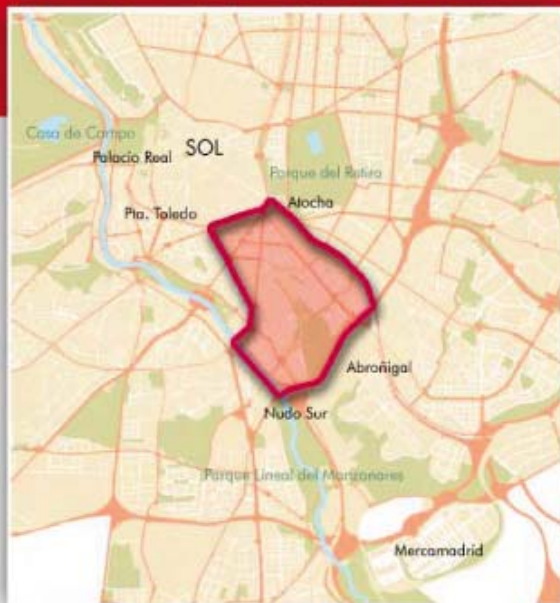 Casa de Campo
SOL
Palacio Real
Parque del Retiro
Atocha
Pta. Toledo
Abroñigal
Nudo Sur
Parque Lineal del Manzanares
Mercamadrid